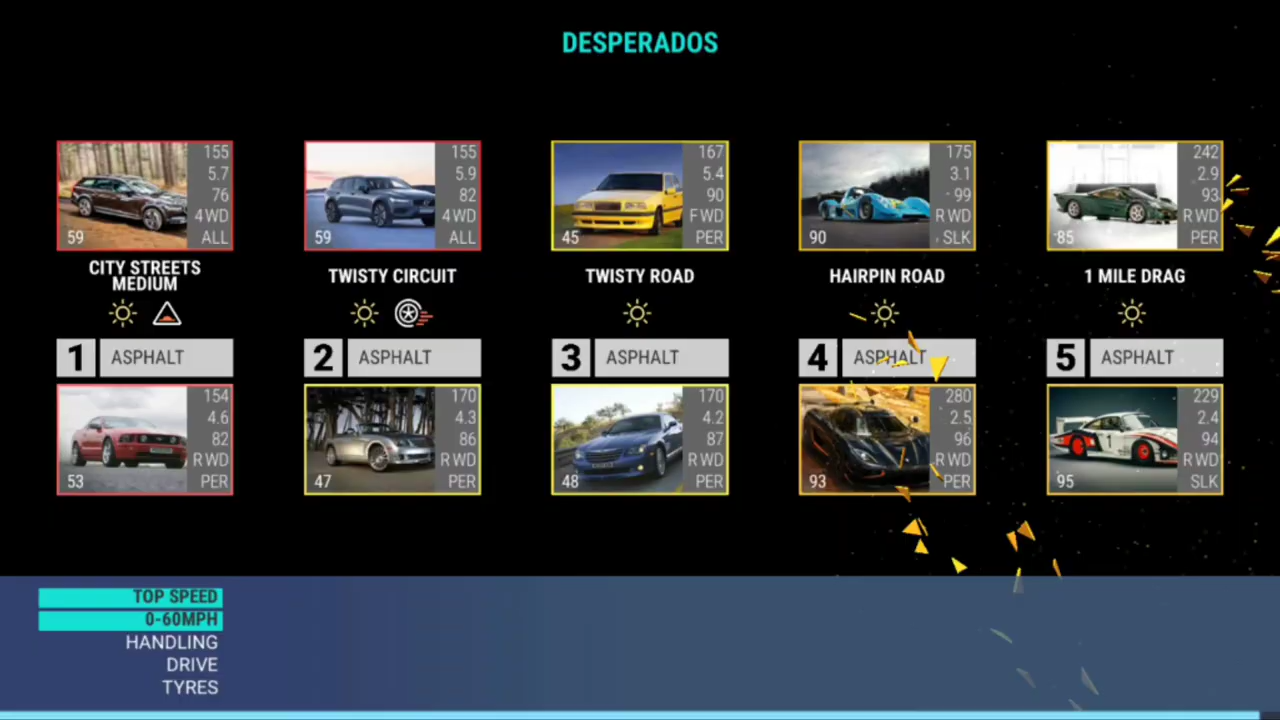 DESPERADOS
155
5.7
76
4WD
ALL
59
155
5.9
82
4WD
ALL
59
167
5.4
90
FWD
PER
45
175
3.1
99
RWD
SLK
90
242
2.9
93
RWD
PER
85
CITY STREETS
MEDIUM
TWISTY CIRCUIT
TWISTY ROAD
HAIRPIN ROAD
1 MILE DRAG
1 ASPHALT
2 ASPHALT
3 ASPHALT
4 ASPHALT
5 ASPHALT
154
4.6
82
RWD
PER
53
170
4.3
86
RWD
PER
47
170
4.2
87
RWD
PER
48
280
2.5
96
RWD
PER
93
229
2.4
94
RWD
SLK
95
1
TOP SPEED
0-60MPH
HANDLING
DRIVE
TYRES